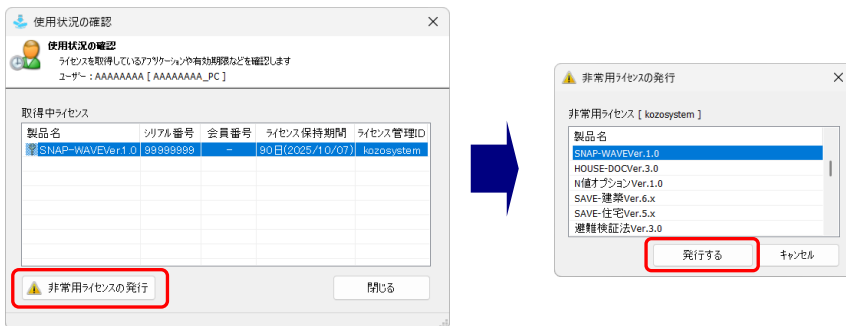 使用状況の確認
使用状況の確認
ライセンスを取得しているアプリケーションや有効期限などを確認します
ユーザー：AAAAAAAA [ AAAAAAAA_PC ]
取得中ライセンス
製品名 シリアル番号 会員番号 ライセンス保持期間 ライセンス管理ID
SNAP-WAVEVer.1.0 99999999 － 90日(2025/10/07) kozosystem
非常用ライセンスの発行 閉じる
非常用ライセンスの発行
非常用ライセンス [ kozosystem ]
製品名
SNAP-WAVEVer.1.0
HOUSE-DOCVer.3.0
N値オプションVer.1.0
SAVE-建築Ver.6.x
SAVE-住宅Ver.5.x
避難検証法Ver.3.0
発行する キャンセル